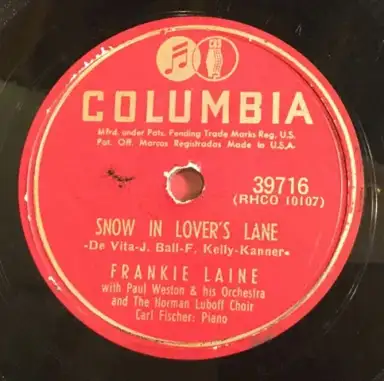 COLUMBIA
Mfrd. under Pats. Pending Trade Marks Reg. U.S.
Pat. Off. Marcas Registradas Made in U.S.A.
39716
(RHCO 10107)
SNOW IN LOVER'S LANE
-De Vita-J. Ball-F. Kelly-Kanner-
FRANKIE LAINE
with Paul Weston & his Orchestra
and The Norman Luboff Choir
Carl Fischer: Piano